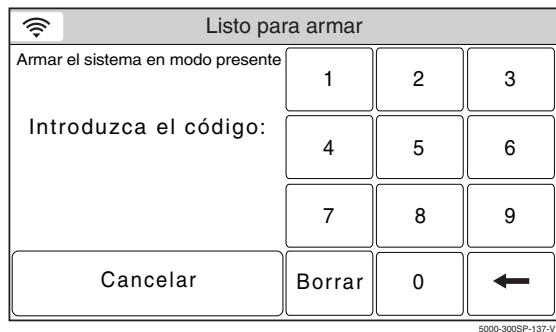 Listo para armar
Armar el sistema en modo presente
1 2 3
Introduzca el código:
4 5 6
7 8 9
Cancelar Borrar 0
5000-300SP-137-V